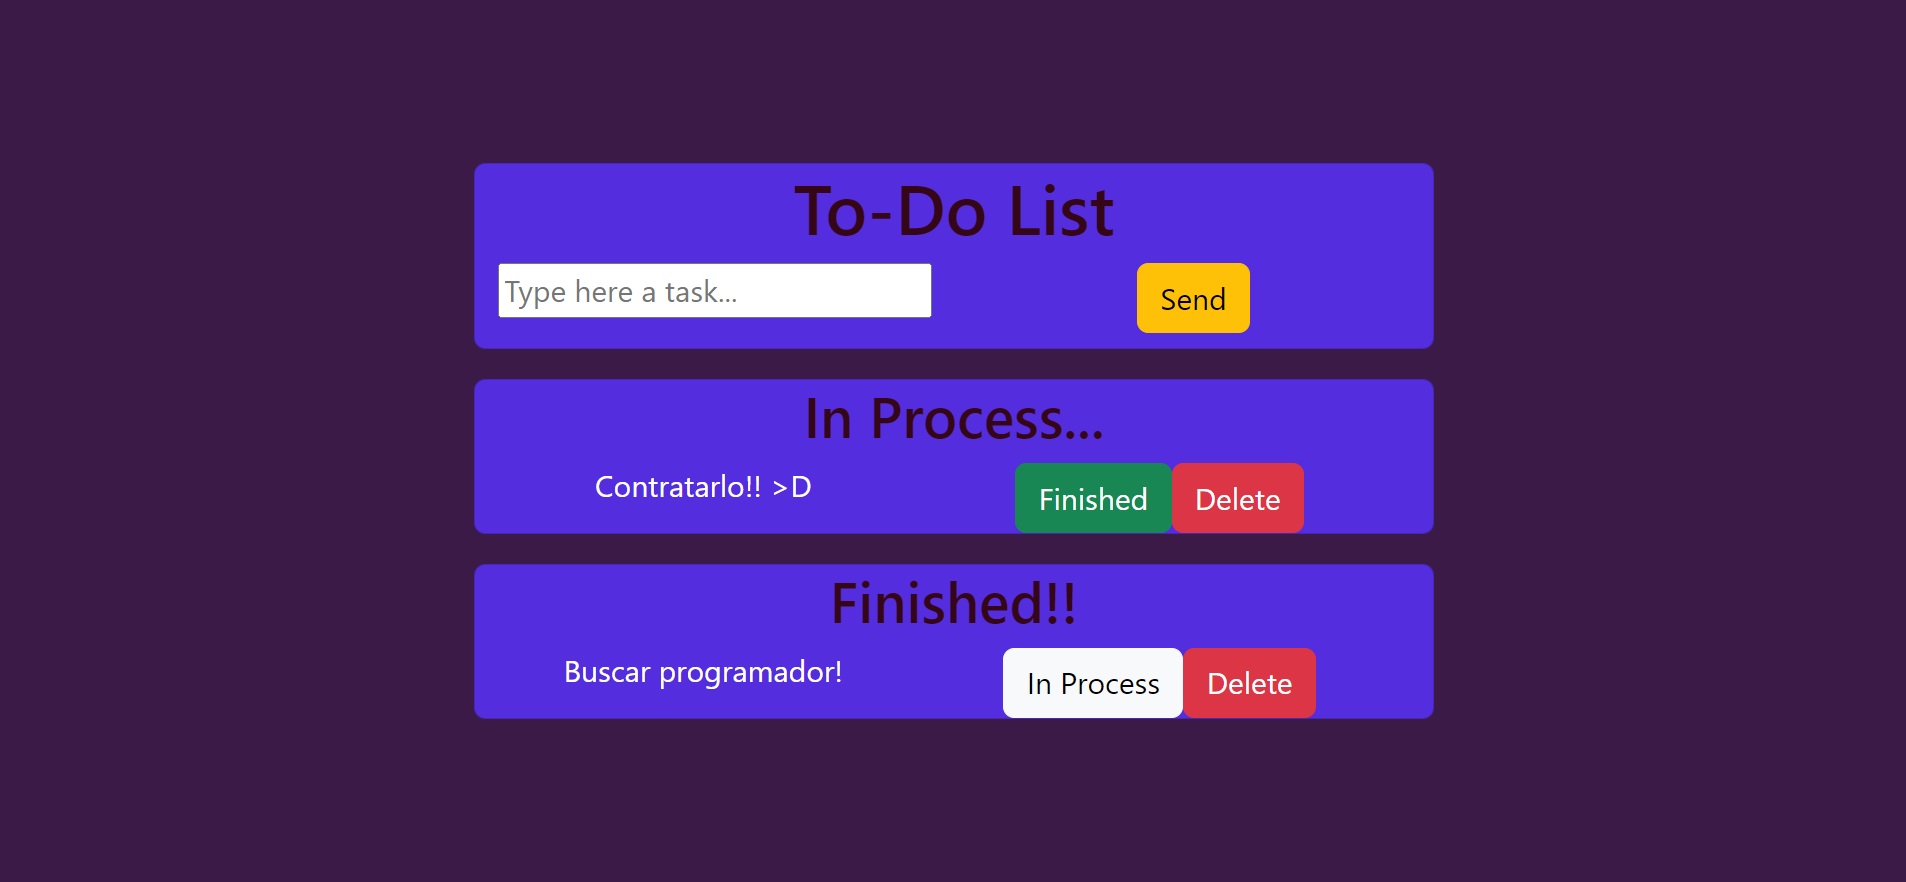 To-Do List
Type here a task...
Send
In Process...
Contratarlo!! >D
Finished
Delete
Finished!!
Buscar programador!
In Process
Delete